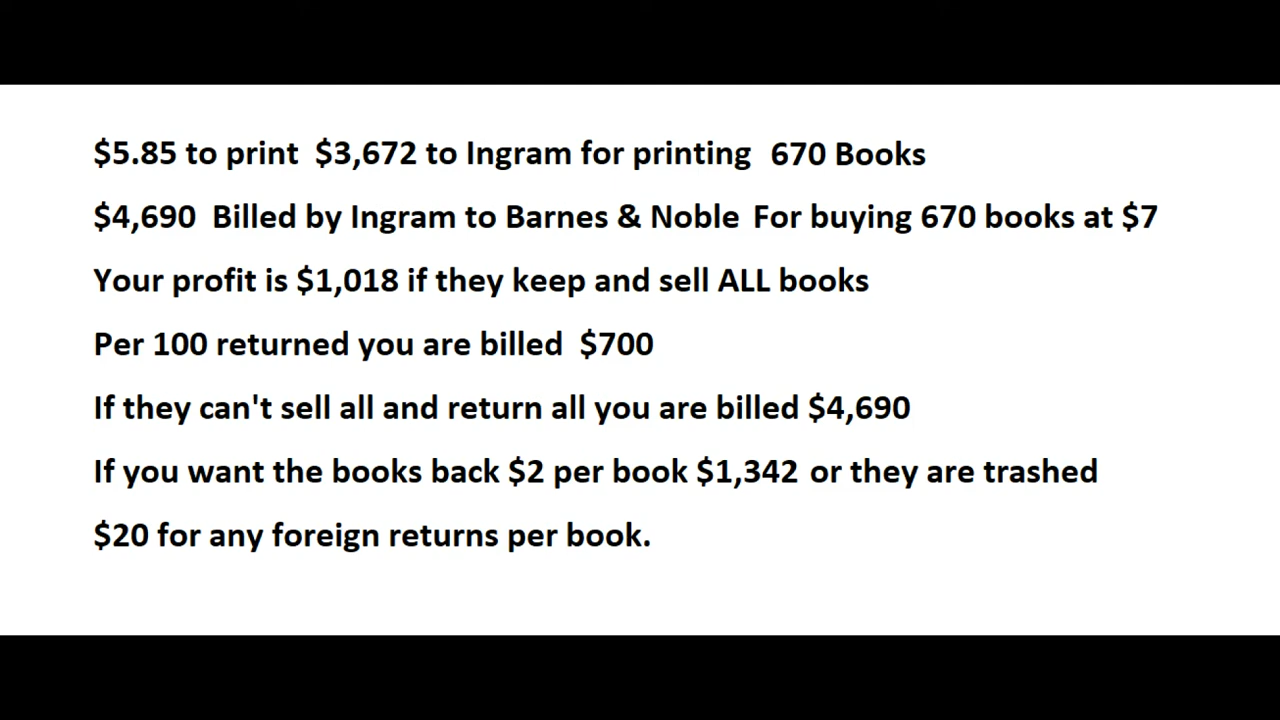 $5.85 to print $3,672 to Ingram for printing 670 Books
$4,690 Billed by Ingram to Barnes & Noble For buying 670 books at $7
Your profit is $1,018 if they keep and sell ALL books
Per 100 returned you are billed $700
If they can't sell all and return all you are billed $4,690
If you want the books back $2 per book $1,342 or they are trashed
$20 for any foreign returns per book.